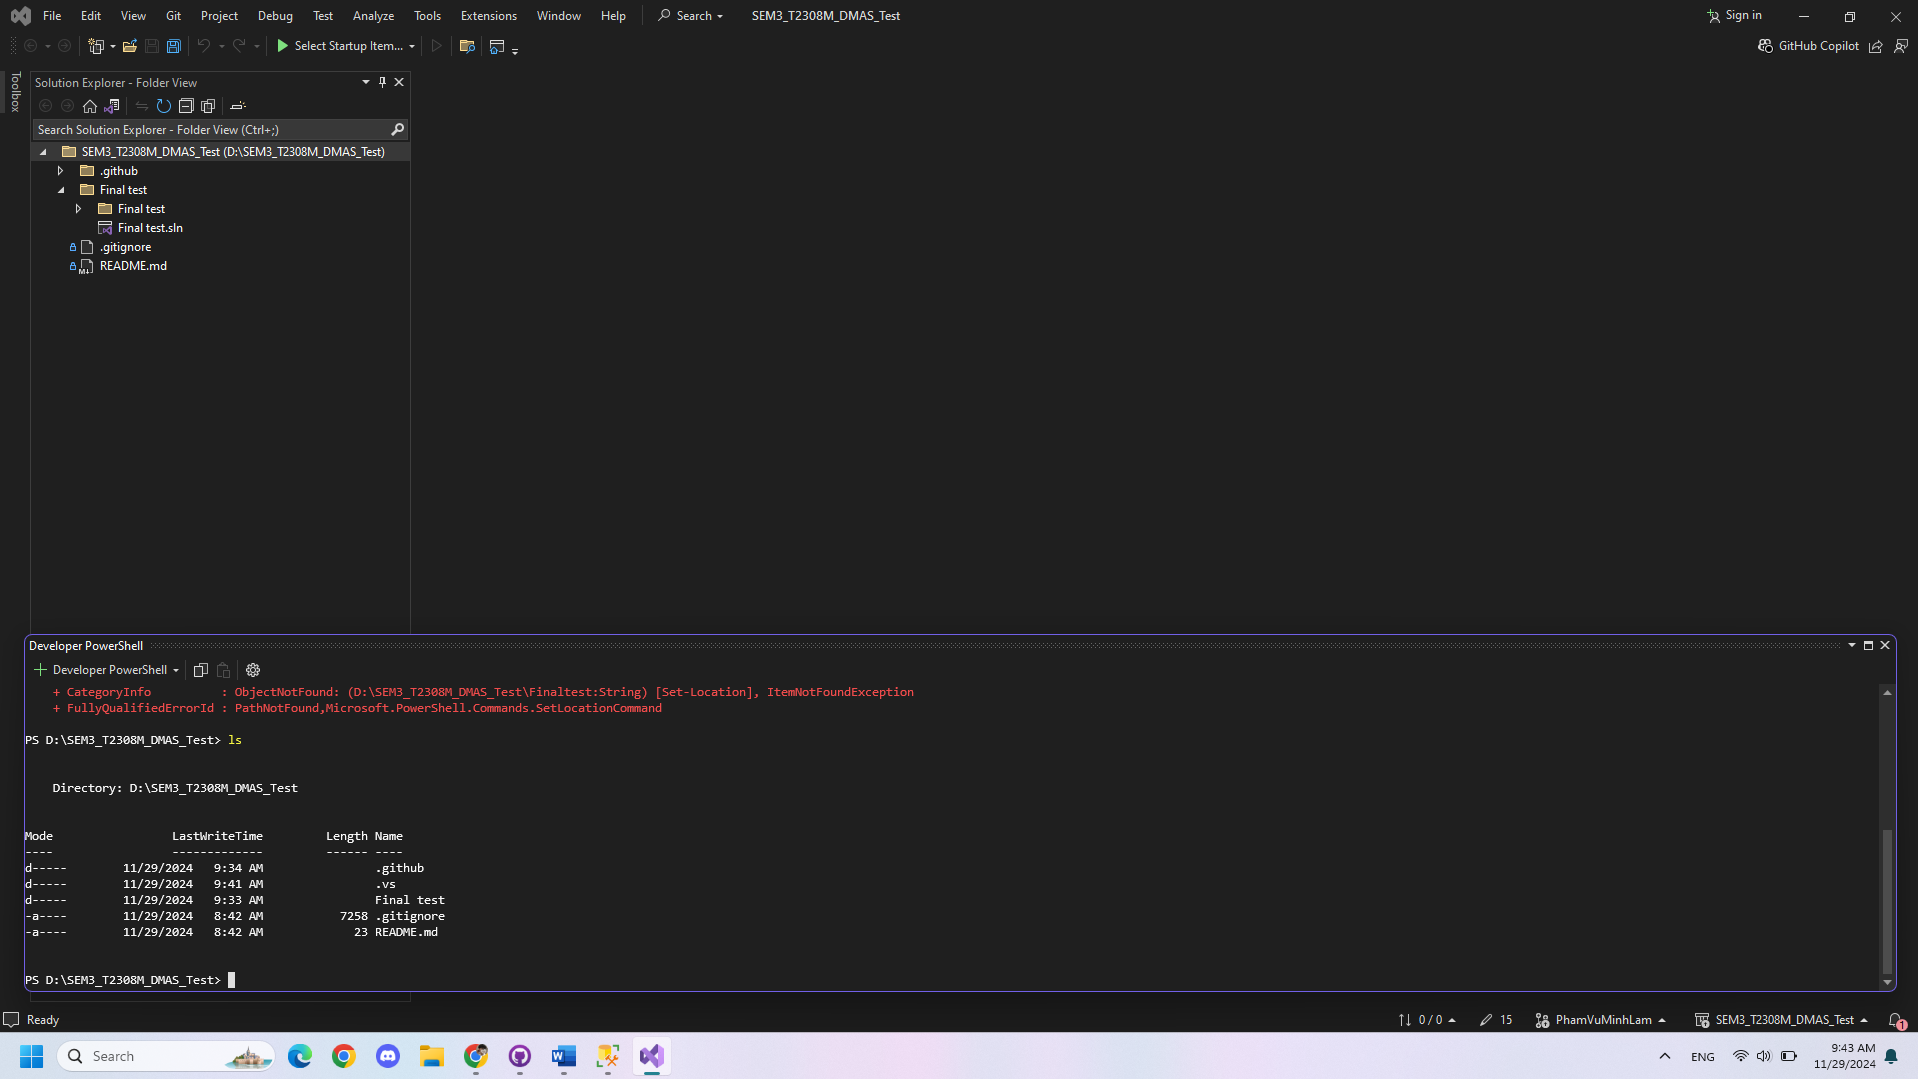 File Edit View Git Project Debug Test Analyze Tools Extensions Window Help Search SEM3_T2308M_DMAS_Test Sign in
Select Startup Item... GitHub Copilot
Toolbox
Solution Explorer - Folder View
Search Solution Explorer - Folder View (Ctrl+;)
SEM3_T2308M_DMAS_Test (D:\SEM3_T2308M_DMAS_Test)
.github
Final test
Final test
Final test.sln
.gitignore
README.md
Developer PowerShell
Developer PowerShell
+ CategoryInfo : ObjectNotFound: (D:\SEM3_T2308M_DMAS_Test\Finaltest:String) [Set-Location], ItemNotFoundException
+ FullyQualifiedErrorId : PathNotFound,Microsoft.PowerShell.Commands.SetLocationCommand
PS D:\SEM3_T2308M_DMAS_Test> ls
Directory: D:\SEM3_T2308M_DMAS_Test
Mode LastWriteTime Length Name
---- ------------- ------ ----
d----- 11/29/2024 9:34 AM .github
d----- 11/29/2024 9:41 AM .vs
d----- 11/29/2024 9:33 AM Final test
-a---- 11/29/2024 8:42 AM 7258 .gitignore
-a---- 11/29/2024 8:42 AM 23 README.md
PS D:\SEM3_T2308M_DMAS_Test>
Ready 0 / 0 15 PhamVuMinhLam SEM3_T2308M_DMAS_Test 1
Search ENG 9:43 AM
11/29/2024